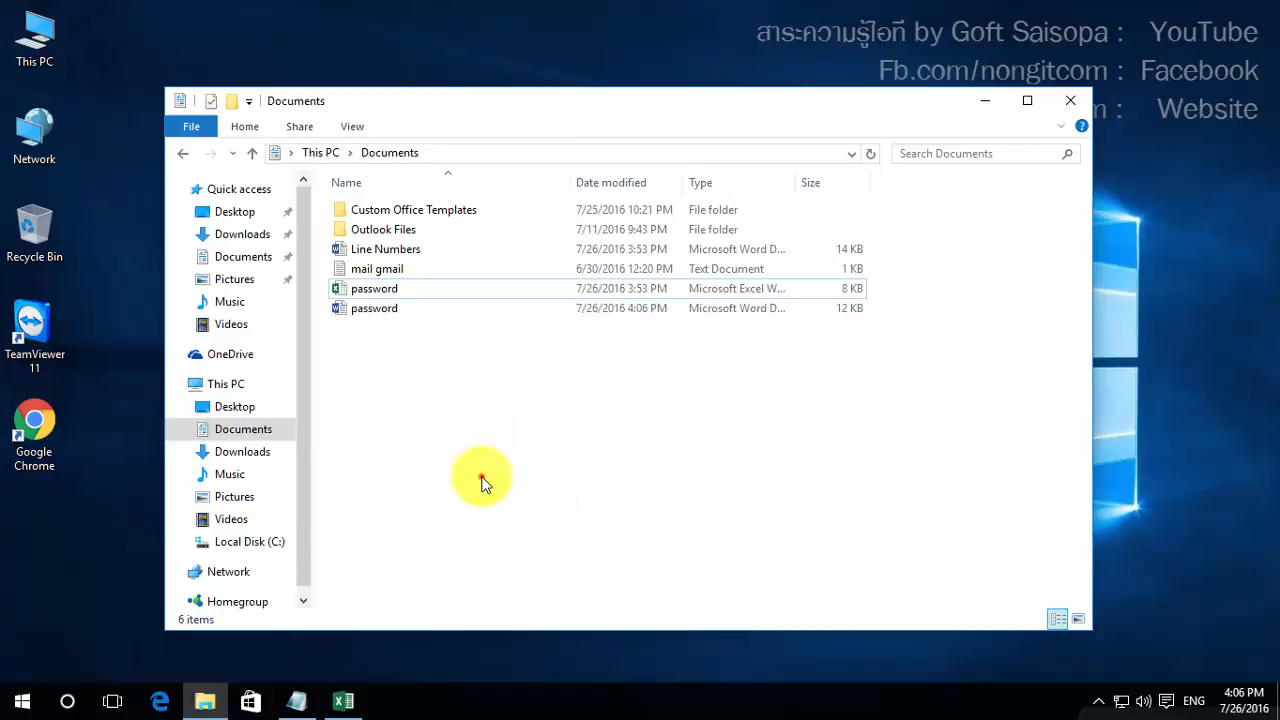 สาระความรู้ไอที by Goft Saisopa : YouTube
Fb.com/nongitcom : Facebook
m : Website
This PC
Network
Recycle Bin
TeamViewer
11
Google
Chrome
Documents
File Home Share View
This PC Documents
Search Documents
Quick access
Desktop
Downloads
Documents
Pictures
Music
Videos
OneDrive
This PC
Desktop
Documents
Downloads
Music
Pictures
Videos
Local Disk (C:)
Network
Homegroup
Name Date modified Type Size
Custom Office Templates 7/25/2016 10:21 PM File folder
Outlook Files 7/11/2016 9:43 PM File folder
Line Numbers 7/26/2016 3:53 PM Microsoft Word D... 14 KB
mail gmail 6/30/2016 12:20 PM Text Document 1 KB
password 7/26/2016 3:53 PM Microsoft Excel W... 8 KB
password 7/26/2016 4:06 PM Microsoft Word D... 12 KB
6 items
ENG
4:06 PM
7/26/2016